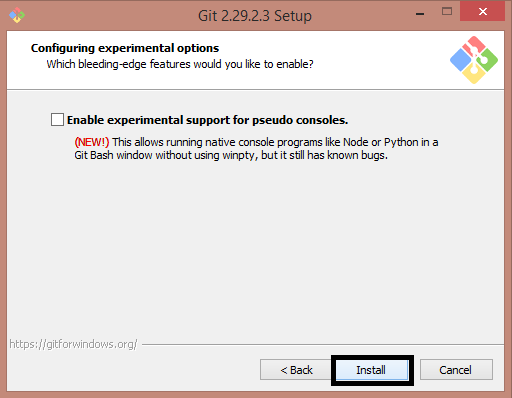 Git 2.29.2.3 Setup
Configuring experimental options
Which bleeding-edge features would you like to enable?
Enable experimental support for pseudo consoles.
(NEW!) This allows running native console programs like Node or Python in a
Git Bash window without using winpty, but it still has known bugs.
https://gitforwindows.org/
< Back
Install
Cancel